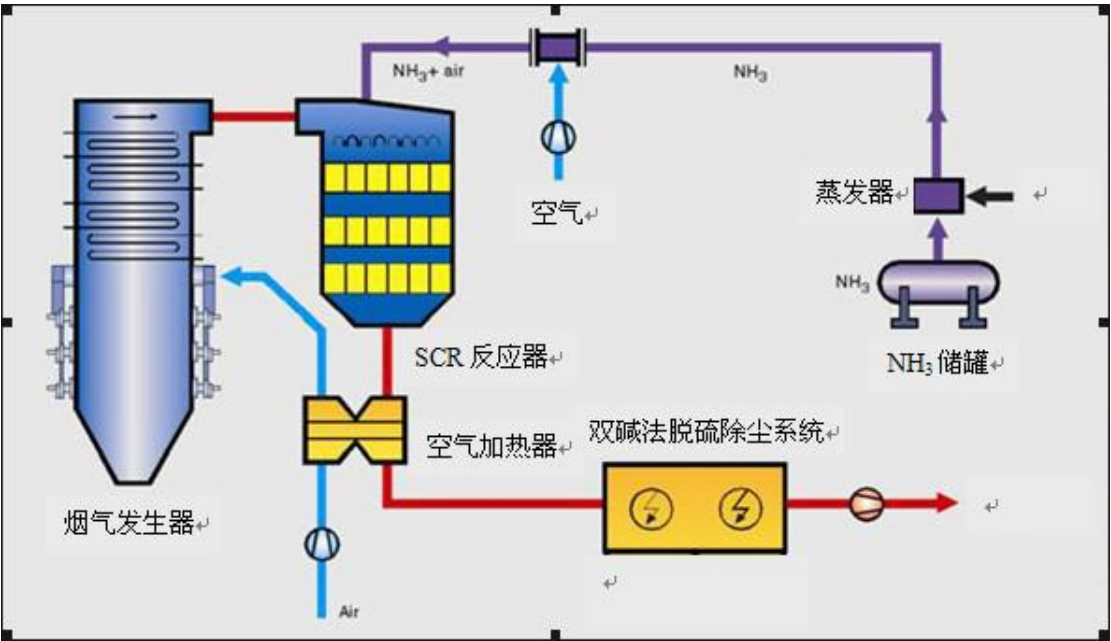 NH₃+ air
NH₃
空气↵
蒸发器↵
↵
NH₃
SCR 反应器↵
NH₃ 储罐↵
空气加热器↵
双碱法脱硫除尘系统↵
烟气发生器↵
↵
↵
Air